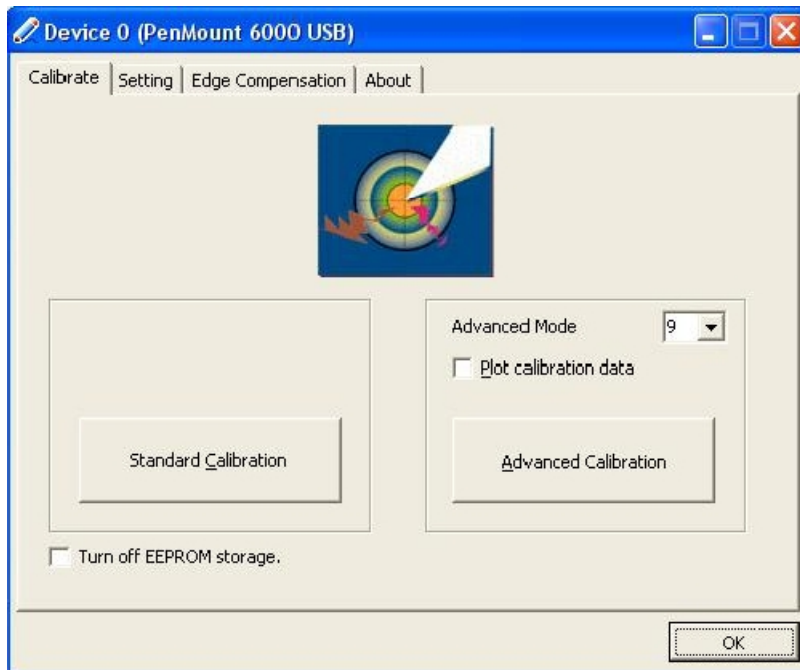 Device 0 (PenMount 6000 USB)
Calibrate Setting Edge Compensation About
Advanced Mode 9
Plot calibration data
Standard Calibration
Advanced Calibration
Turn off EEPROM storage.
OK